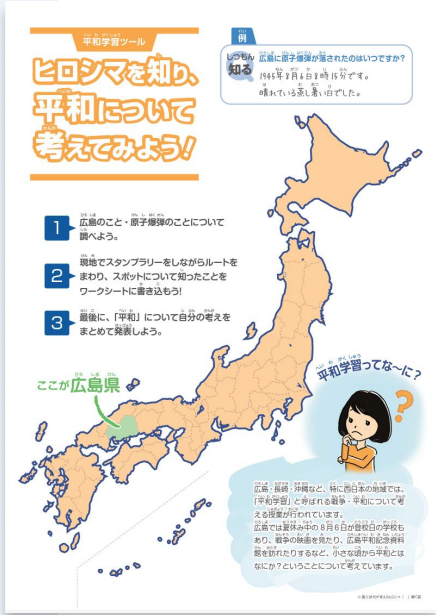 平和学習ツール
ヒロシマを知り、
平和について
考えてみよう!
例
しつもん
知る
広島に原子爆弾が落されたのはいつですか?
1945年8月6日8時15分です。
晴れている蒸し暑い日でした。
1
広島のこと・原子爆弾のことについて
調べよう。
2
現地でスタンプラリーをしながらルートを
まわり、スポットについて知ったことを
ワークシートに書き込もう!
3
最後に、「平和」について自分の考えを
まとめて発表しよう。
ここが広島県
平和学習ってな〜に?
広島・長崎・沖縄など、特に西日本の地域では、
「平和学習」と呼ばれる戦争・平和について考
える授業が行われています。
広島では夏休み中の8月6日が登校日の学校も
あり、戦争の映画を見たり、広島平和記念資料
館を訪れたりするなど、小さな頃から平和とは
なにか?ということについて考えています。